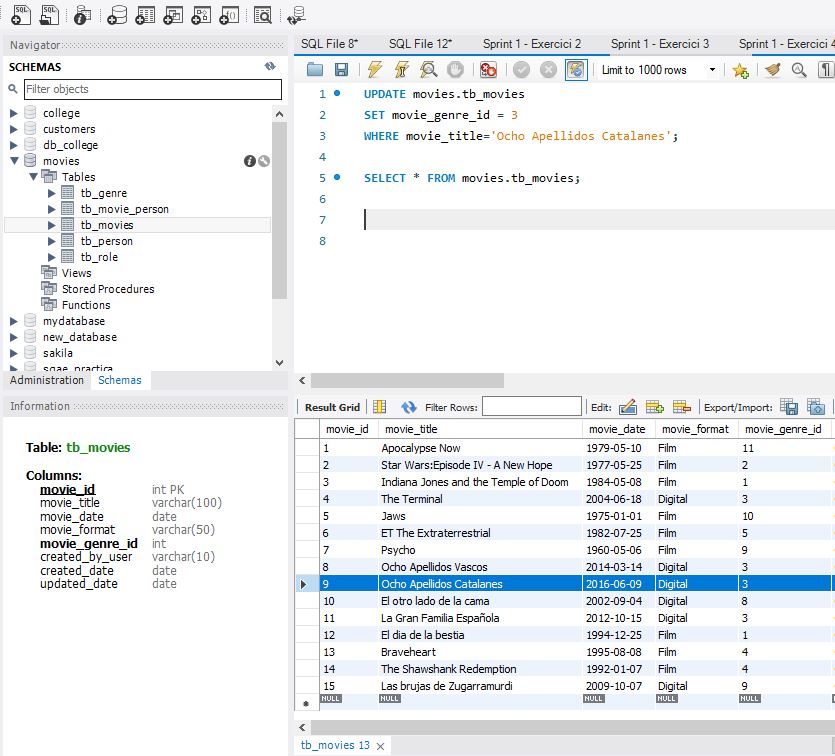 Navigator
SCHEMAS
Filter objects
college
customers
db_college
movies
Tables
tb_genre
tb_movie_person
tb_movies
tb_person
tb_role
Views
Stored Procedures
Functions
mydatabase
new_database
sakila
sgae_practica
Administration Schemas
Information
Table: tb_movies
Columns:
movie_id int PK
movie_title varchar(100)
movie_date date
movie_format varchar(50)
movie_genre_id int
created_by_user varchar(10)
created_date date
updated_date date
SQL File 8* SQL File 12* Sprint 1 - Exercici 2 Sprint 1 - Exercici 3 Sprint 1 - Exercici 4
Limit to 1000 rows
1 UPDATE movies.tb_movies
2 SET movie_genre_id = 3
3 WHERE movie_title='Ocho Apellidos Catalanes';
4
5 SELECT * FROM movies.tb_movies;
6
7
8
Result Grid Filter Rows: Edit: Export/Import:
movie_id movie_title movie_date movie_format movie_genre_id
1 Apocalypse Now 1979-05-10 Film 11
2 Star Wars:Episode IV - A New Hope 1977-05-25 Film 2
3 Indiana Jones and the Temple of Doom 1984-05-08 Film 1
4 The Terminal 2004-06-18 Digital 3
5 Jaws 1975-01-01 Film 10
6 ET The Extraterrestrial 1982-07-25 Film 5
7 Psycho 1960-05-06 Film 9
8 Ocho Apellidos Vascos 2014-03-14 Digital 3
9 Ocho Apellidos Catalanes 2016-06-09 Digital 3
10 El otro lado de la cama 2002-09-04 Digital 8
11 La Gran Familia Española 2012-10-15 Digital 3
12 El dia de la bestia 1994-12-25 Film 1
13 Braveheart 1995-08-08 Film 4
14 The Shawshank Redemption 1992-01-07 Film 4
15 Las brujas de Zugarramurdi 2009-10-07 Digital 9
NULL NULL NULL NULL NULL
tb_movies 13